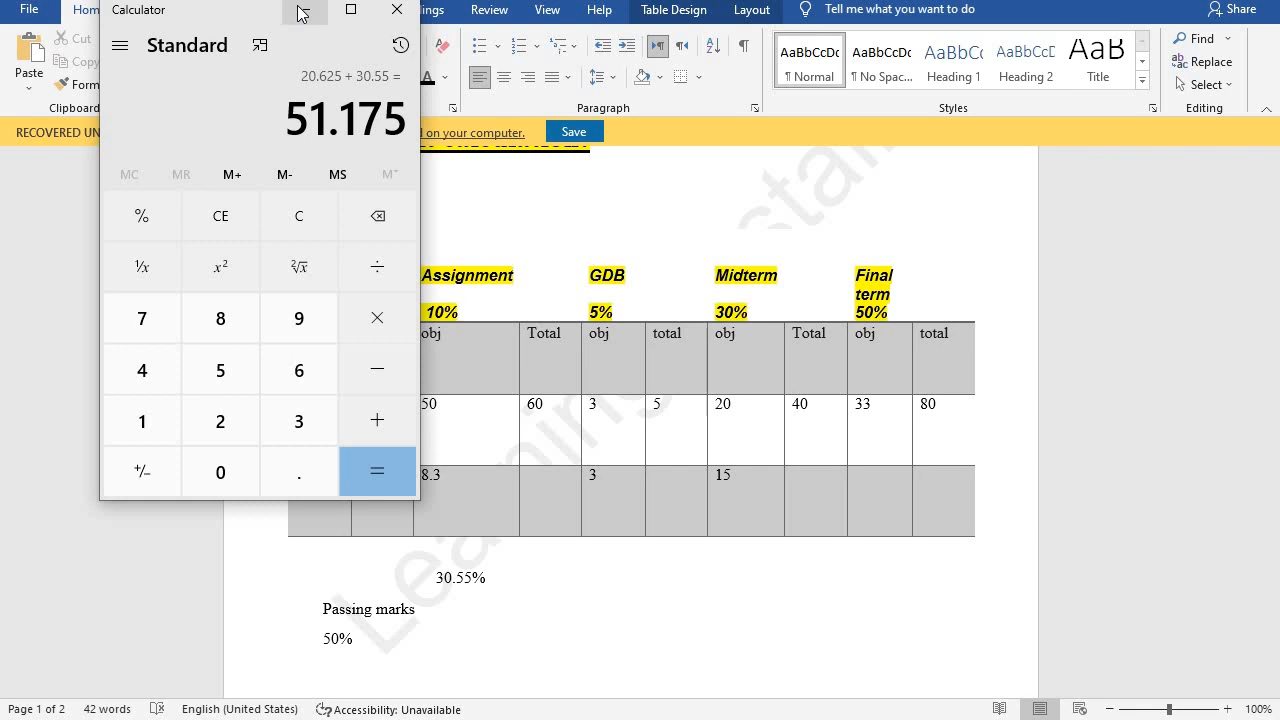 Calculator
File
Home
Review
View
Help
Table Design
Layout
Tell me what you want to do
Share
Paste
Cut
Copy
Clipboard
Paragraph
AaBbCcDc
¶ Normal
AaBbCcDc
¶ No Spac...
AaBbCc
Heading 1
AaBbCcD
Heading 2
AaB
Title
Styles
Find
Replace
Select
Editing
Standard
20.625 + 30.55 =
51.175
MC MR M+ M- MS M˅
% CE C
¹/x x² ²√x ÷
7 8 9 ×
4 5 6 −
1 2 3 +
+/− 0 . =
on your computer.
Save
Assignment GDB Midterm Final
term
10% 5% 30% 50%
obj Total obj total obj Total obj total
50 60 3 5 20 40 33 80
8.3 3 15
30.55%
Passing marks
50%
Page 1 of 2
42 words
English (United States)
Accessibility: Unavailable
100%